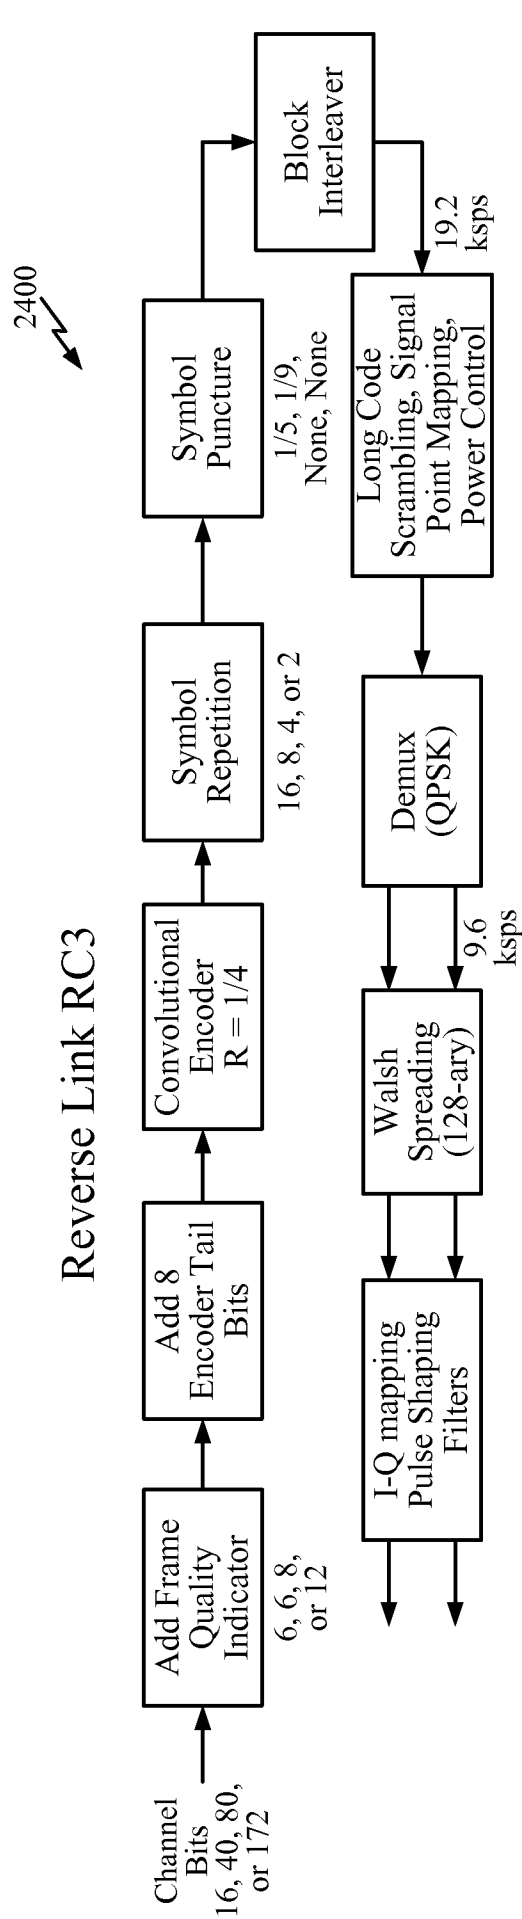 2400
Reverse Link RC3
Channel
Bits
16, 40, 80,
or 172
Add Frame
Quality
Indicator
6, 6, 8,
or 12
Add 8
Encoder Tail
Bits
Convolutional
Encoder
R = 1/4
Symbol
Repetition
16, 8, 4, or 2
Symbol
Puncture
1/5, 1/9,
None, None
Block
Interleaver
19.2
ksps
Long Code
Scrambling, Signal
Point Mapping,
Power Control
Demux
(QPSK)
9.6
ksps
Walsh
Spreading
(128-ary)
I-Q mapping
Pulse Shaping
Filters